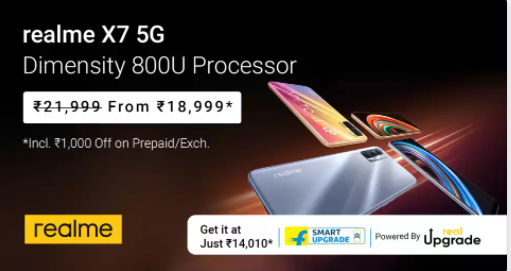 realme X7 5G
Dimensity 800U Processor
₹21,999 From ₹18,999*
*Incl. ₹1,000 Off on Prepaid/Exch.
realme
realme
Get it at
Just ₹14,010*
SMART
UPGRADE
Powered By
real
Upgrade